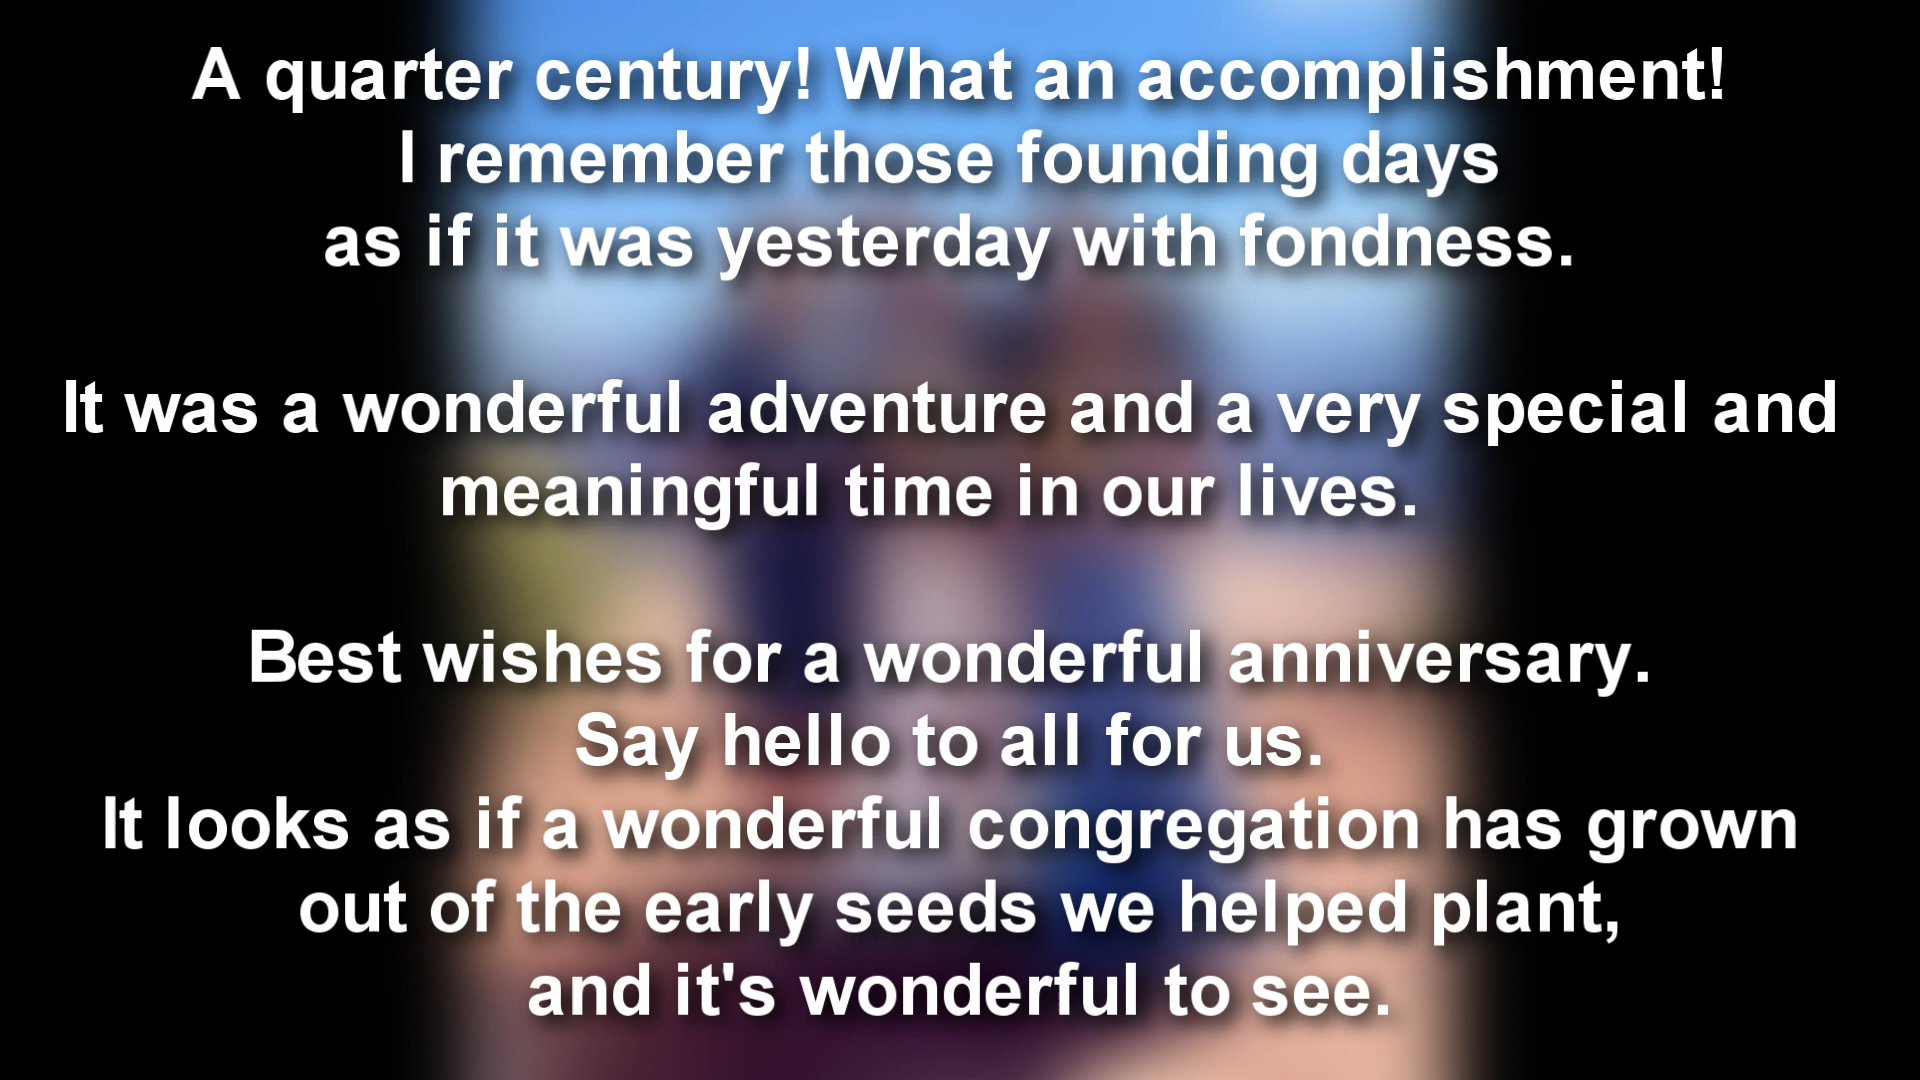 A quarter century! What an accomplishment!
I remember those founding days
as if it was yesterday with fondness.
It was a wonderful adventure and a very special and
meaningful time in our lives.
Best wishes for a wonderful anniversary.
Say hello to all for us.
It looks as if a wonderful congregation has grown
out of the early seeds we helped plant,
and it's wonderful to see.